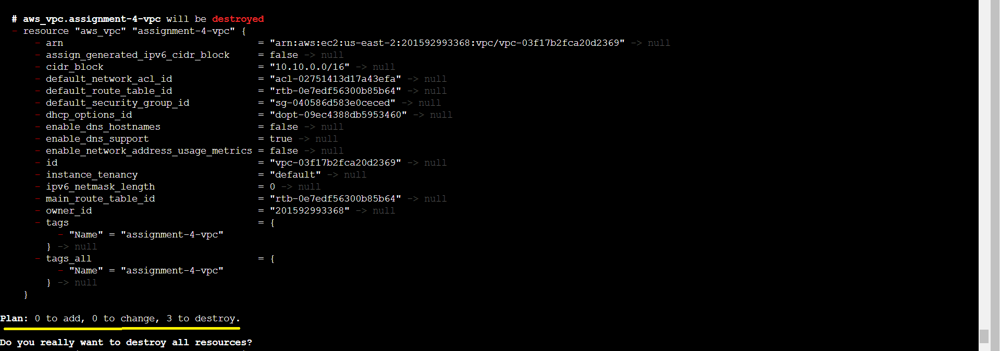 # aws_vpc.assignment-4-vpc will be destroyed
- resource "aws_vpc" "assignment-4-vpc" {
- arn = "arn:aws:ec2:us-east-2:201592993368:vpc/vpc-03f17b2fca20d2369" -> null
- assign_generated_ipv6_cidr_block = false -> null
- cidr_block = "10.10.0.0/16" -> null
- default_network_acl_id = "acl-02751413d17a43efa" -> null
- default_route_table_id = "rtb-0e7edf56300b85b64" -> null
- default_security_group_id = "sg-040586d583e0ceced" -> null
- dhcp_options_id = "dopt-09ec4388db5953460" -> null
- enable_dns_hostnames = false -> null
- enable_dns_support = true -> null
- enable_network_address_usage_metrics = false -> null
- id = "vpc-03f17b2fca20d2369" -> null
- instance_tenancy = "default" -> null
- ipv6_netmask_length = 0 -> null
- main_route_table_id = "rtb-0e7edf56300b85b64" -> null
- owner_id = "201592993368" -> null
- tags = {
- "Name" = "assignment-4-vpc"
} -> null
- tags_all = {
- "Name" = "assignment-4-vpc"
} -> null
}
Plan: 0 to add, 0 to change, 3 to destroy.
Do you really want to destroy all resources?